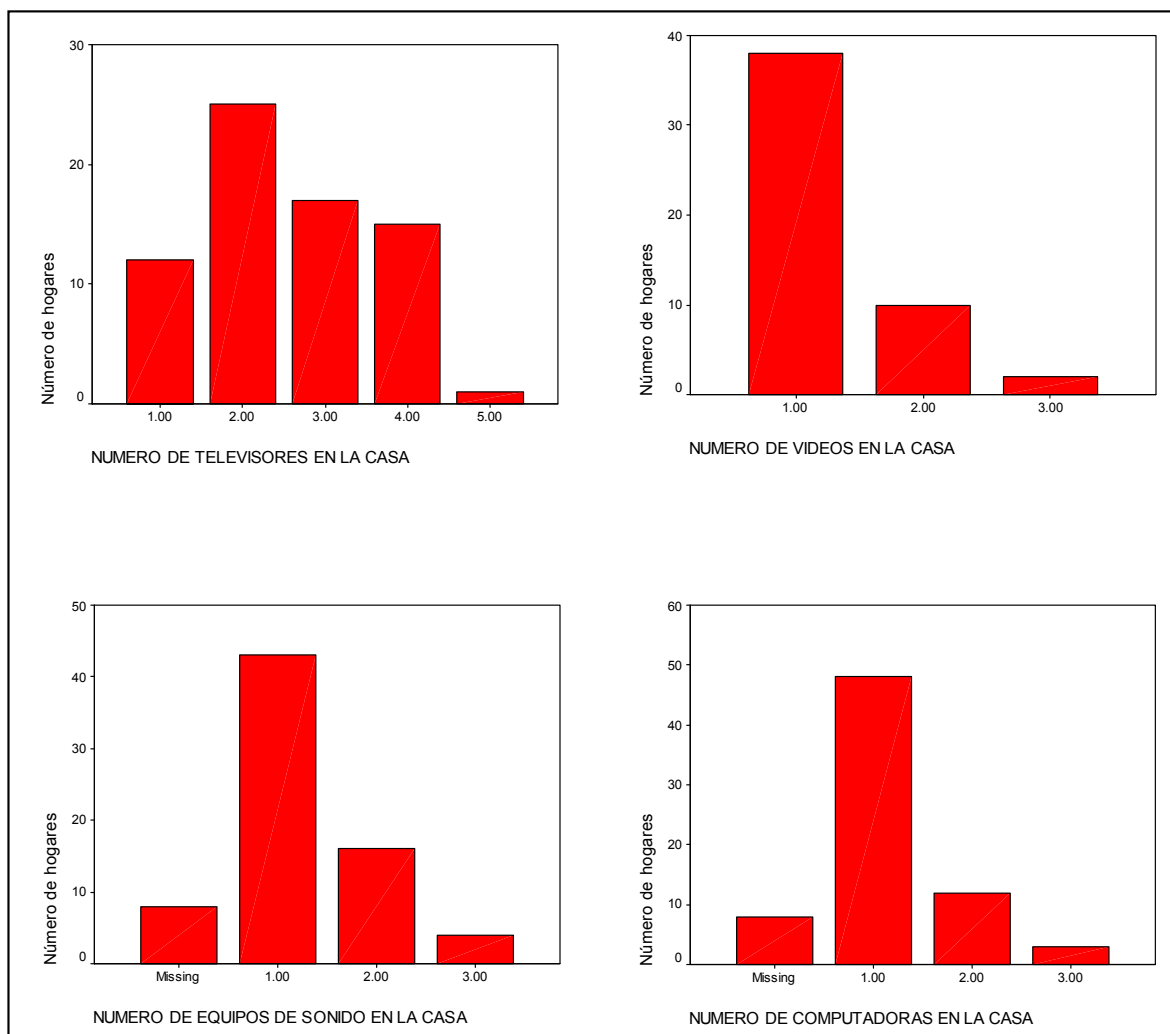 30
20
10
0
Número de hogares
1.00 2.00 3.00 4.00 5.00
NUMERO DE TELEVISORES EN LA CASA
40
30
20
10
0
Número de hogares
1.00 2.00 3.00
NUMERO DE VIDEOS EN LA CASA
50
40
30
20
10
0
Número de hogares
Missing 1.00 2.00 3.00
NUMERO DE EQUIPOS DE SONIDO EN LA CASA
60
50
40
30
20
10
0
Número de hogares
Missing 1.00 2.00 3.00
NUMERO DE COMPUTADORAS EN LA CASA